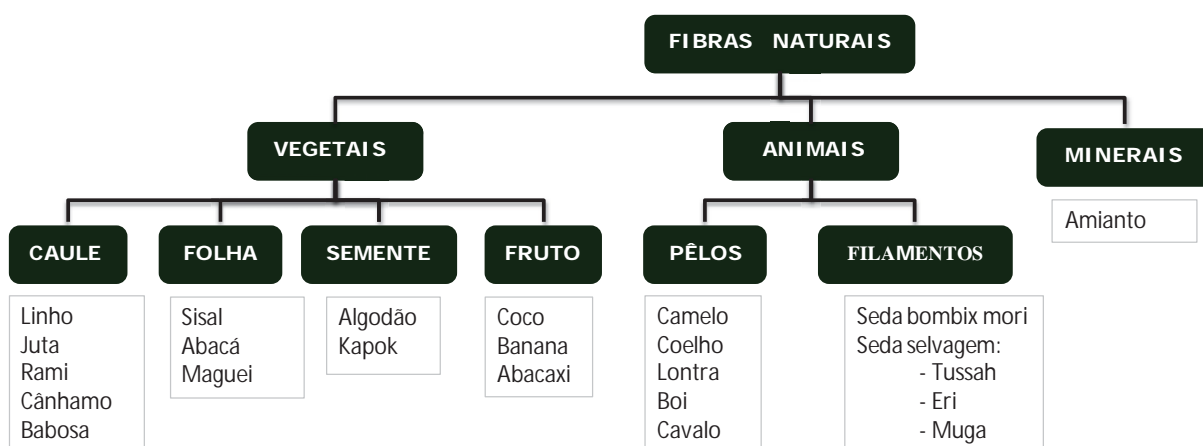 FIBRAS NATURAIS
VEGETAIS
ANIMAIS
MINERAIS
Amianto
CAULE
FOLHA
SEMENTE
FRUTO
PÊLOS
FILAMENTOS
Linho
Juta
Rami
Cânhamo
Babosa
Sisal
Abacá
Maguei
Algodão
Kapok
Coco
Banana
Abacaxi
Camelo
Coelho
Lontra
Boi
Cavalo
Seda bombix mori
Seda selvagem:
- Tussah
- Eri
- Muga